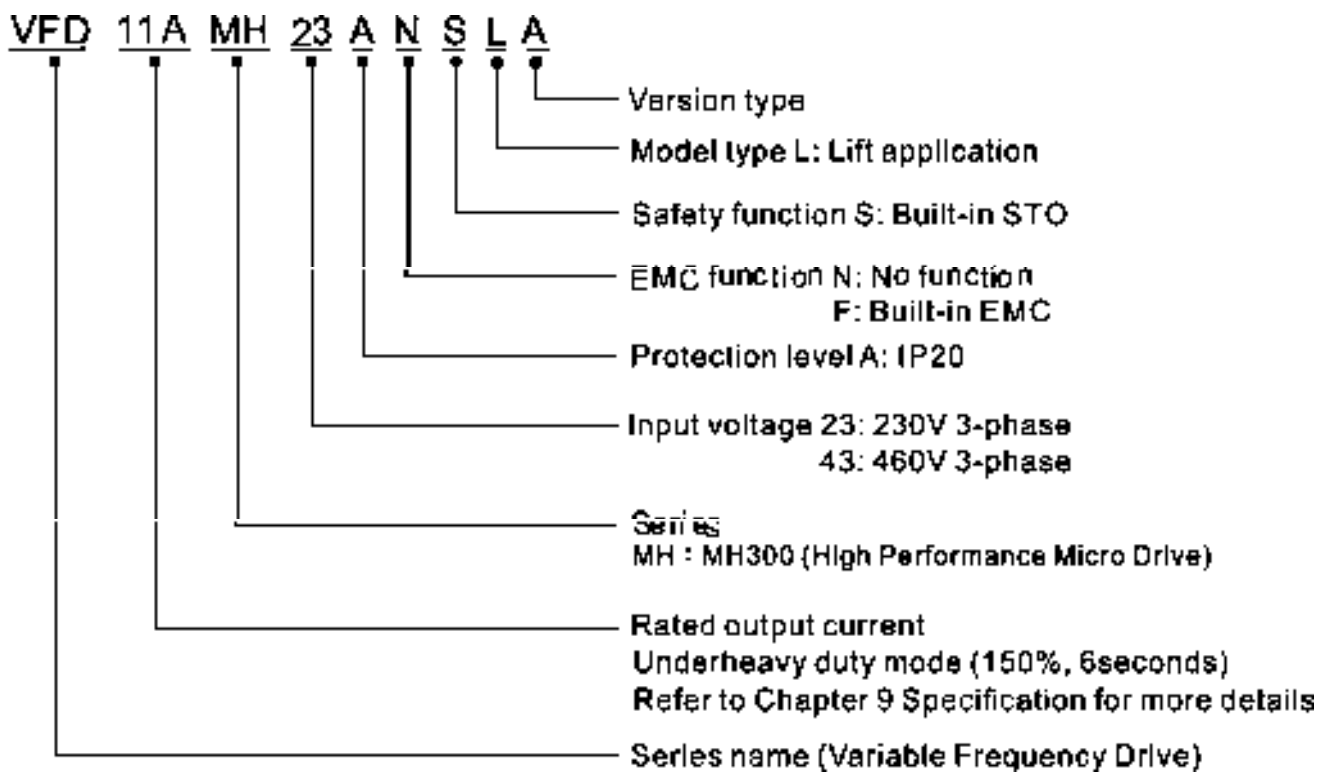 VFD 11A MH 23 A N S L A
Version type
Model type L: Lift application
Safety function S: Built-in STO
EMC function N: No function
F: Built-in EMC
Protection level A: IP20
Input voltage 23: 230V 3-phase
43: 460V 3-phase
Series
MH : MH300 (High Performance Micro Drive)
Rated output current
Underheavy duty mode (150%, 6seconds)
Refer to Chapter 9 Specification for more details
Series name (Variable Frequency Drive)